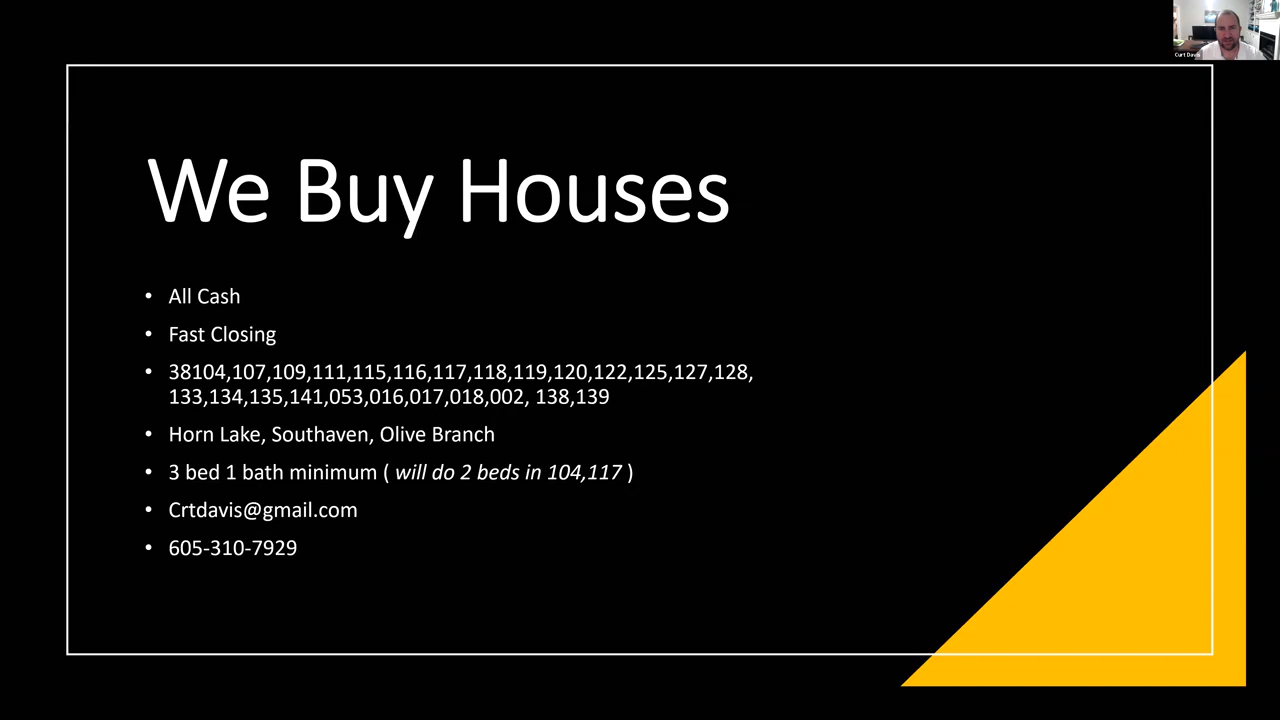 Curt Davis
We Buy Houses
• All Cash
• Fast Closing
• 38104,107,109,111,115,116,117,118,119,120,122,125,127,128,
133,134,135,141,053,016,017,018,002, 138,139
• Horn Lake, Southaven, Olive Branch
• 3 bed 1 bath minimum ( will do 2 beds in 104,117 )
• Crtdavis@gmail.com
• 605-310-7929